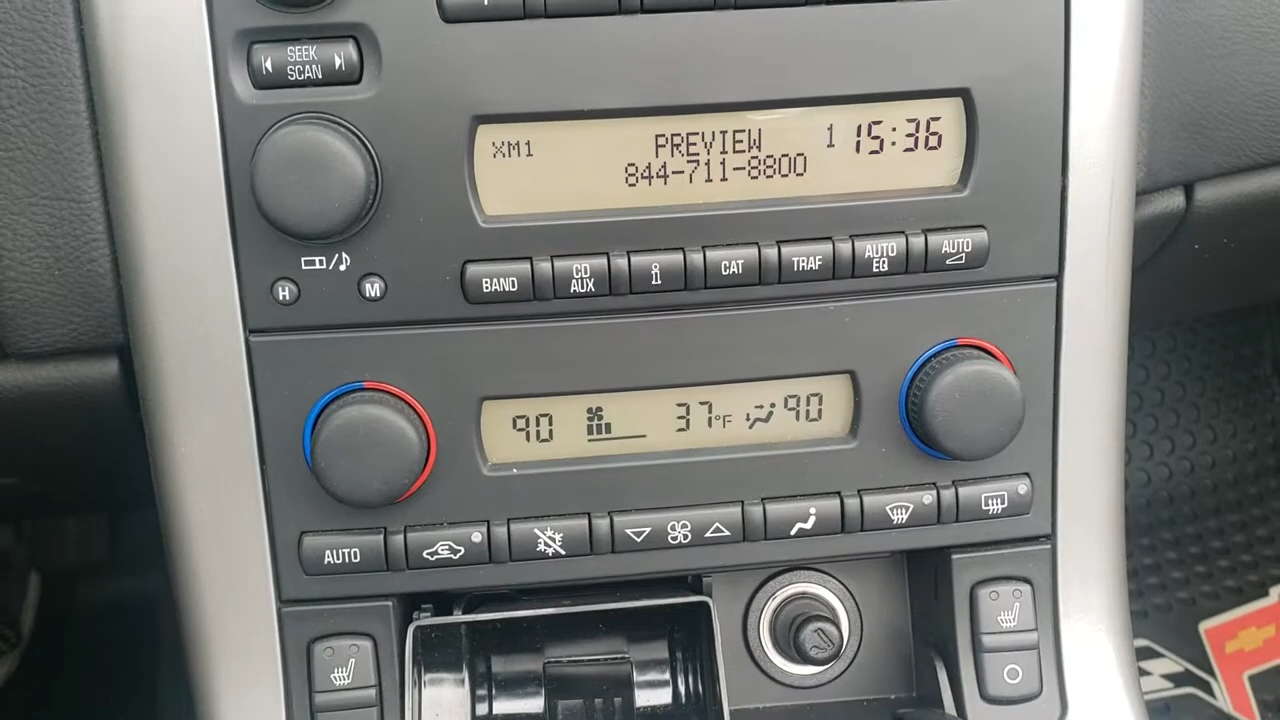 SEEK
SCAN
XM1
PREVIEW
1
15:36
844-711-8800
H
M
BAND
CD
AUX
i
CAT
TRAF
AUTO
EQ
AUTO
90
37°F
90
AUTO